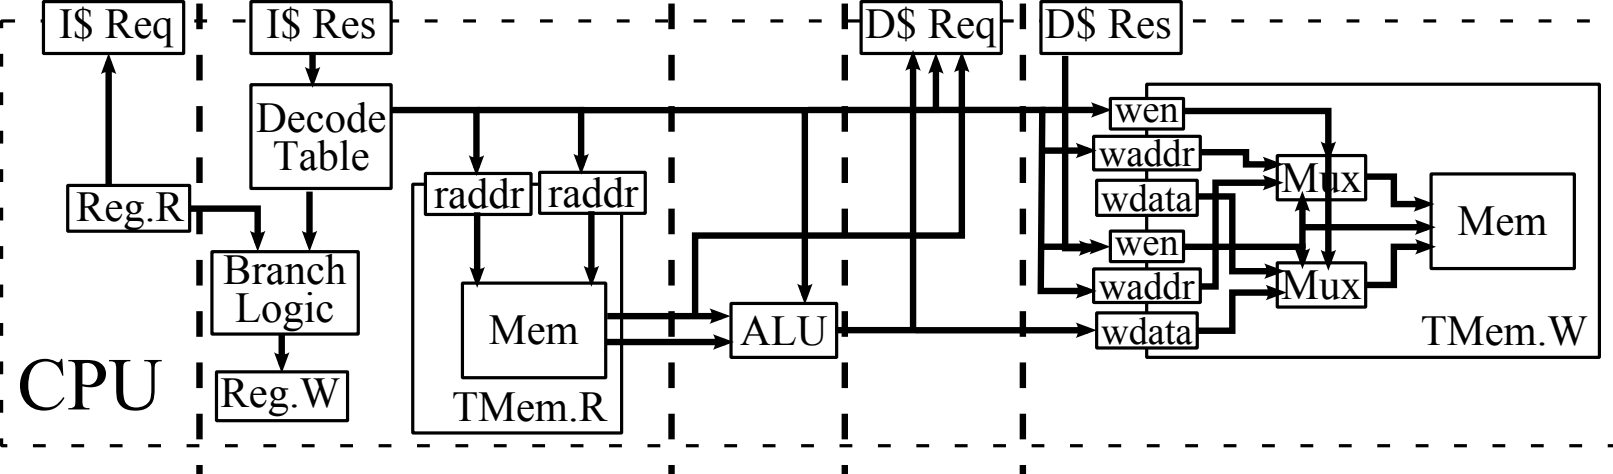 I$ Req
I$ Res
D$ Req
D$ Res
Decode
Table
wen
waddr
wdata
wen
waddr
wdata
Mux
Mux
Mem
TMem.W
raddr
raddr
Reg.R
Branch
Logic
Mem
ALU
TMem.R
Reg.W
CPU